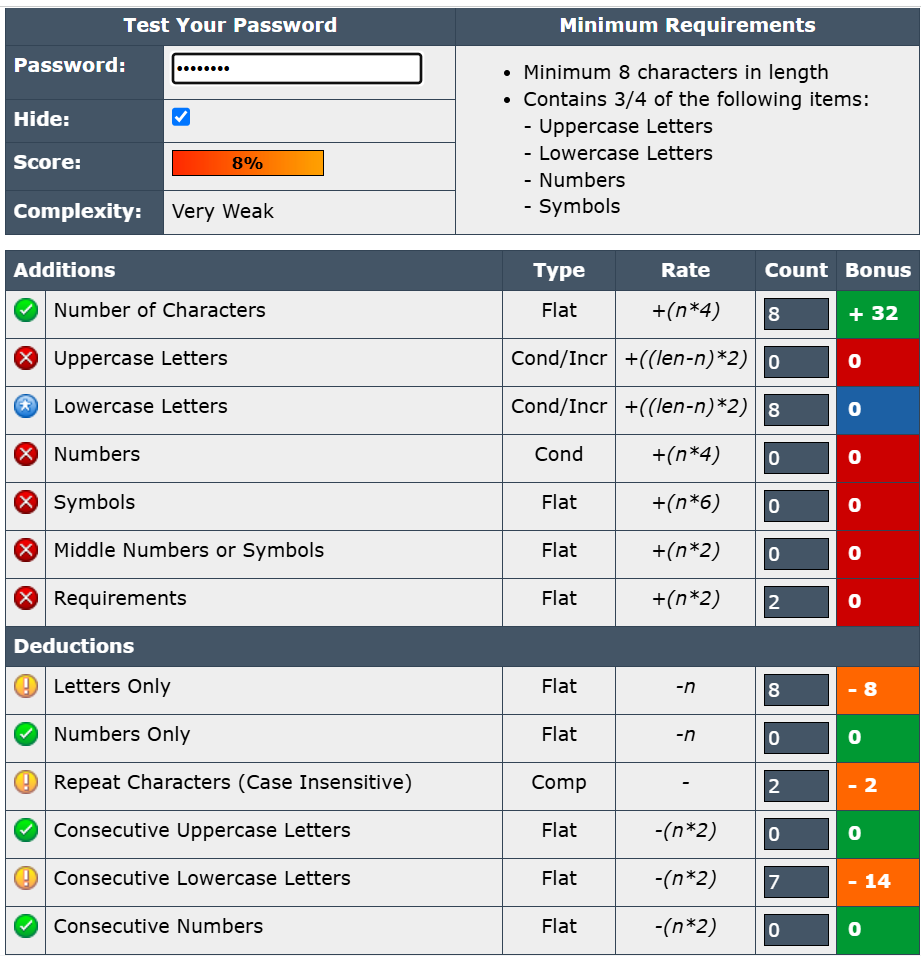 Test Your Password Minimum Requirements
Password: ••••••••
Hide:
Score: 8%
Complexity: Very Weak
• Minimum 8 characters in length
• Contains 3/4 of the following items:
- Uppercase Letters
- Lowercase Letters
- Numbers
- Symbols
Additions Type Rate Count Bonus
Number of Characters Flat +(n*4) 8 + 32
Uppercase Letters Cond/Incr +((len-n)*2) 0 0
Lowercase Letters Cond/Incr +((len-n)*2) 8 0
Numbers Cond +(n*4) 0 0
Symbols Flat +(n*6) 0 0
Middle Numbers or Symbols Flat +(n*2) 0 0
Requirements Flat +(n*2) 2 0
Deductions
Letters Only Flat -n 8 - 8
Numbers Only Flat -n 0 0
Repeat Characters (Case Insensitive) Comp - 2 - 2
Consecutive Uppercase Letters Flat -(n*2) 0 0
Consecutive Lowercase Letters Flat -(n*2) 7 - 14
Consecutive Numbers Flat -(n*2) 0 0